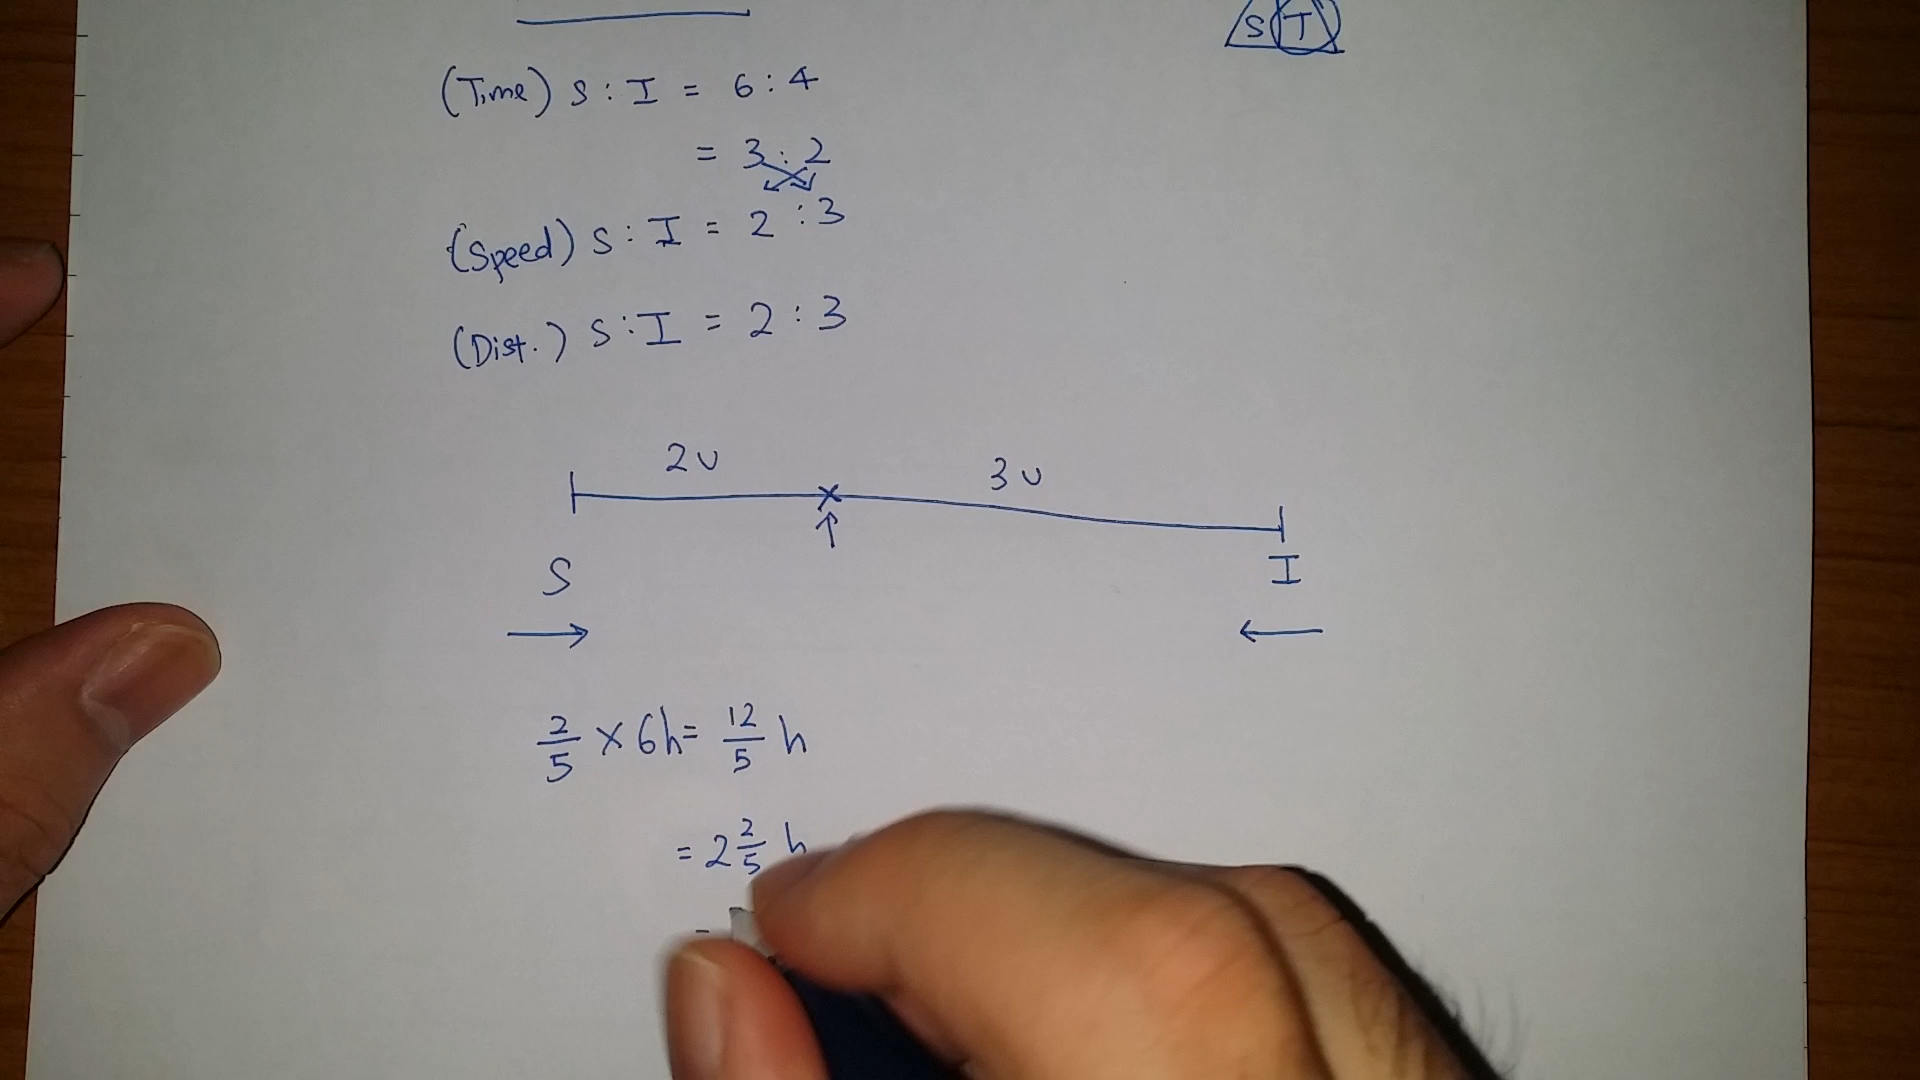 S T
(Time) S : I = 6 : 4
= 3 : 2
(Speed) S : I = 2 : 3
(Dist.) S : I = 2 : 3
2u 3u
S I
2/5 × 6h = 12/5 h
= 2 2/5 h
=